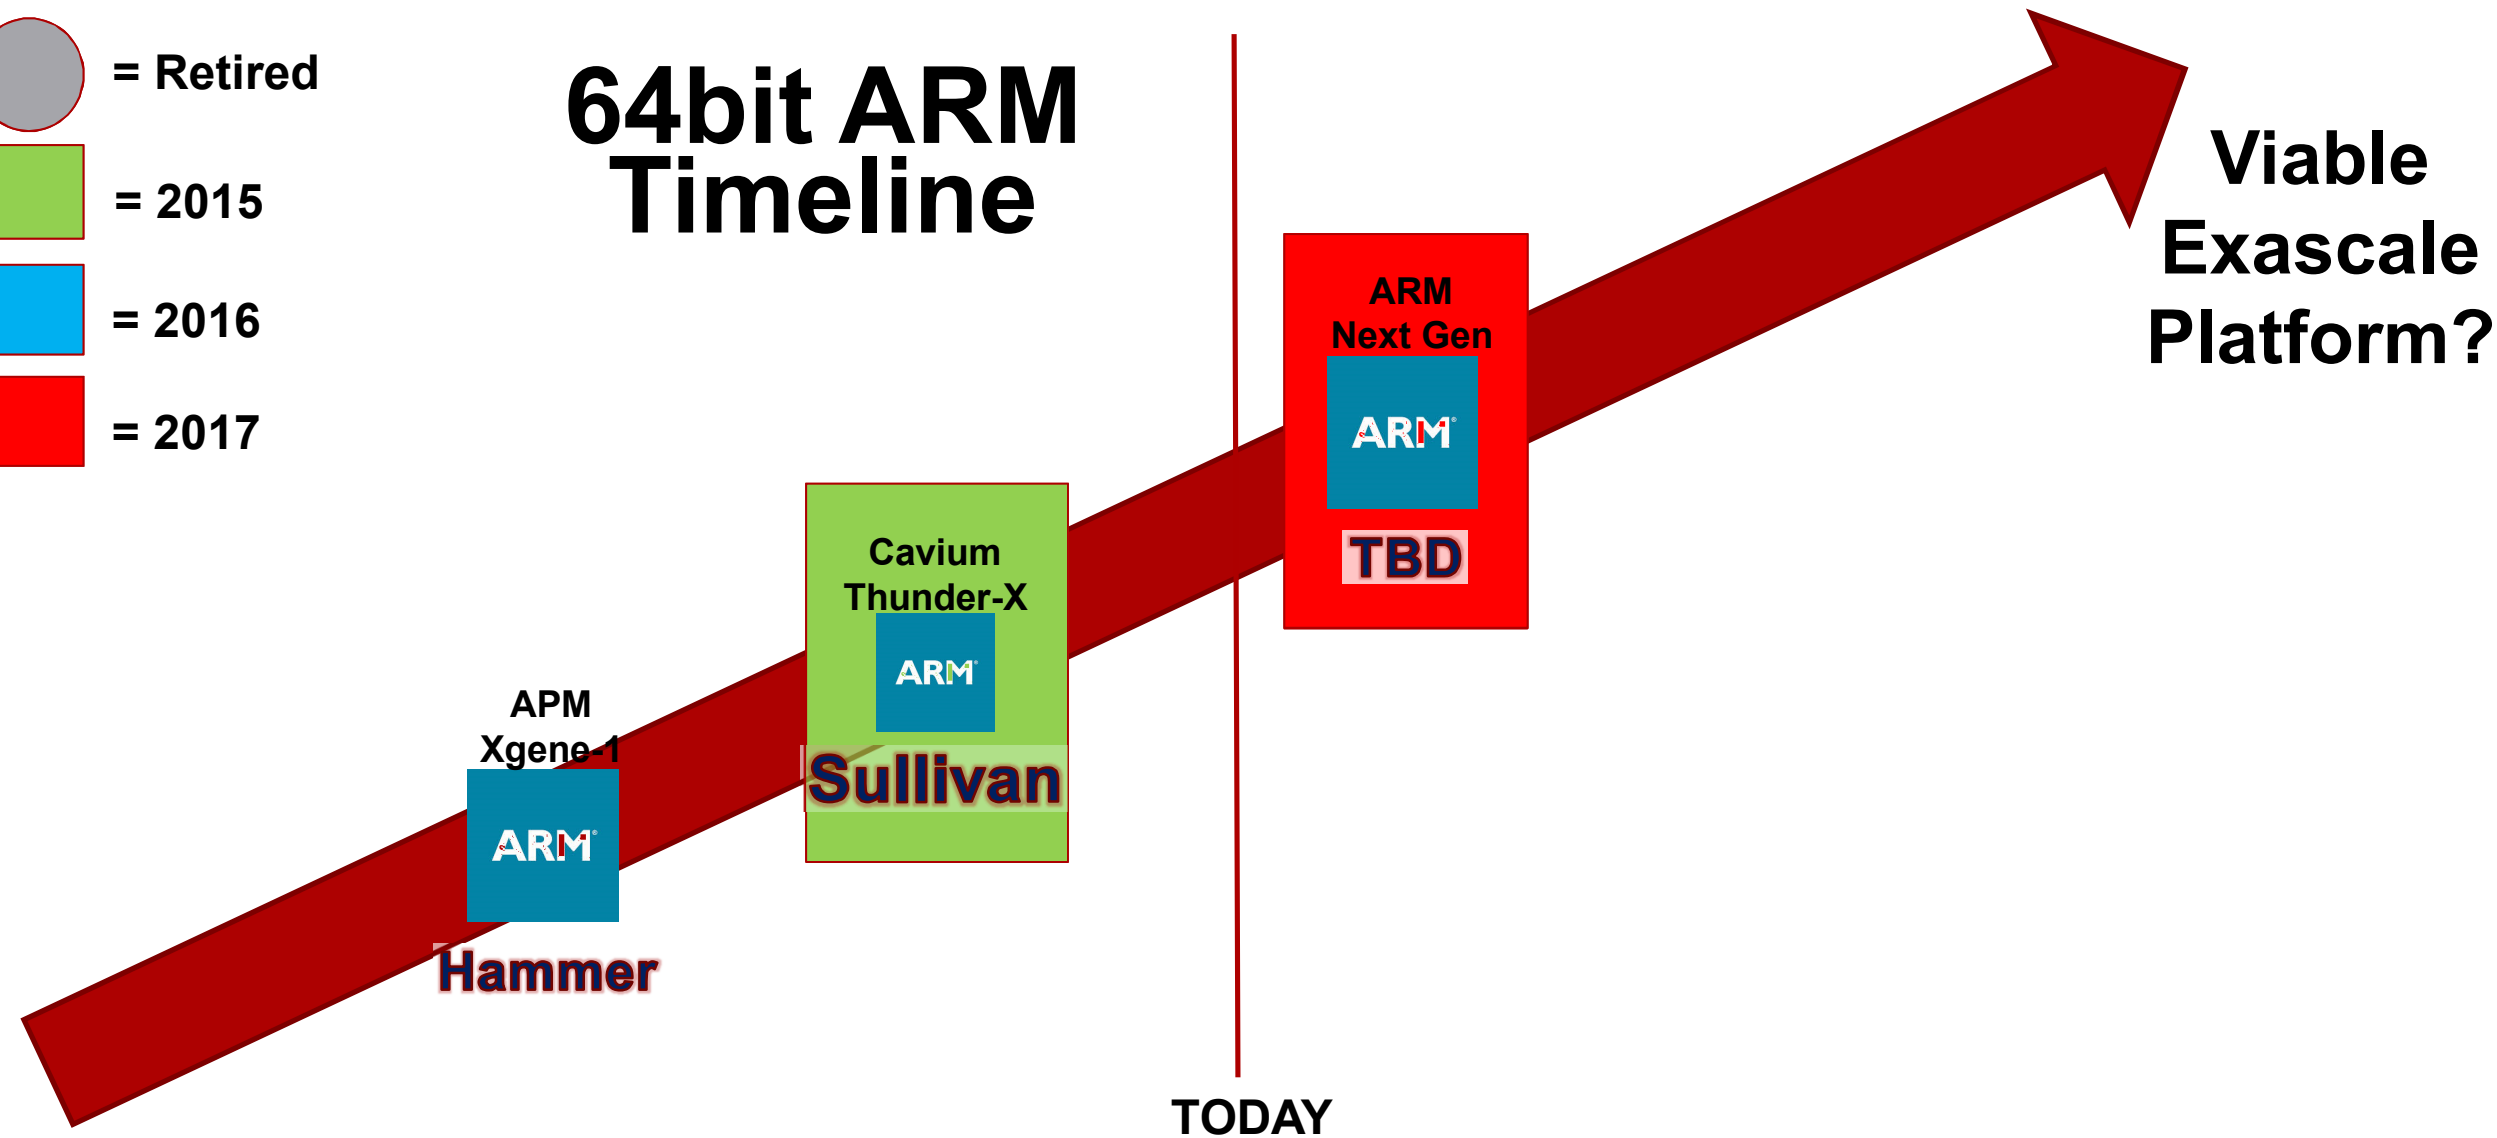 = Retired
= 2015
= 2016
= 2017
64bit ARM
Timeline
Viable
Exascale
Platform?
ARM
Next Gen
ARM®
TBD
Cavium
Thunder-X
ARM®
Sullivan
APM
Xgene-1
ARM®
Hammer
TODAY